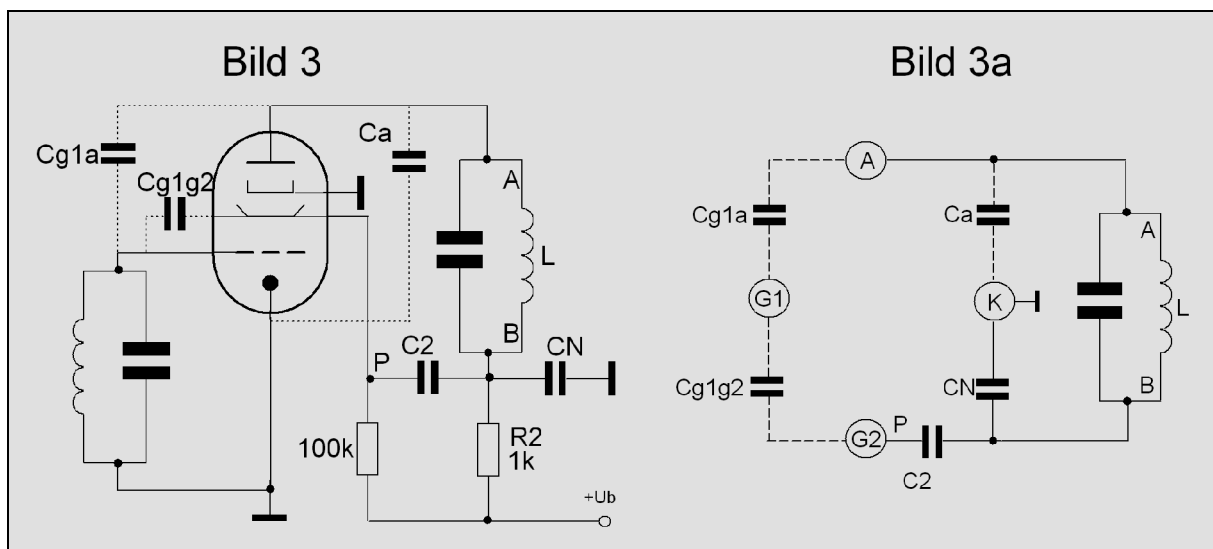 Bild 3
Cg1a
Cg1g2
Ca
A
L
B
P
C2
CN
100k
R2
1k
+Ub
Bild 3a
A
Cg1a
Ca
A
G1
K
L
Cg1g2
CN
B
G2
P
C2